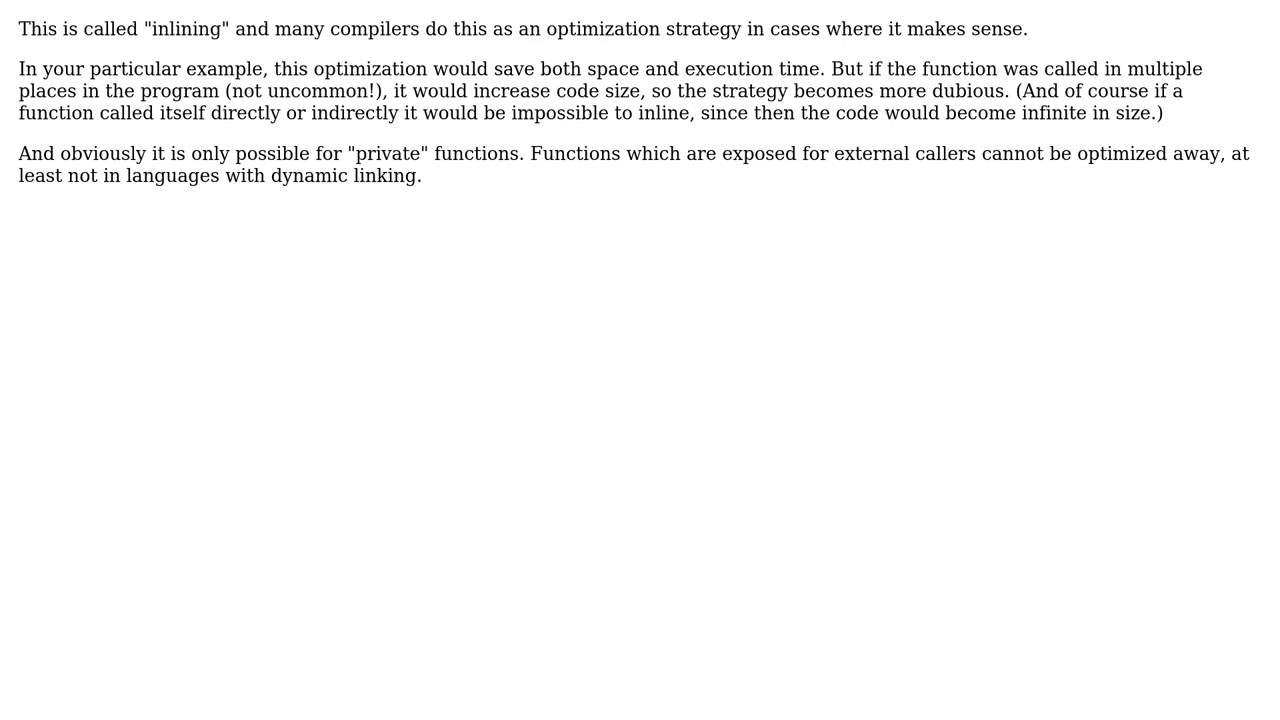 This is called "inlining" and many compilers do this as an optimization strategy in cases where it makes sense.
In your particular example, this optimization would save both space and execution time. But if the function was called in multiple
places in the program (not uncommon!), it would increase code size, so the strategy becomes more dubious. (And of course if a
function called itself directly or indirectly it would be impossible to inline, since then the code would become infinite in size.)
And obviously it is only possible for "private" functions. Functions which are exposed for external callers cannot be optimized away, at
least not in languages with dynamic linking.